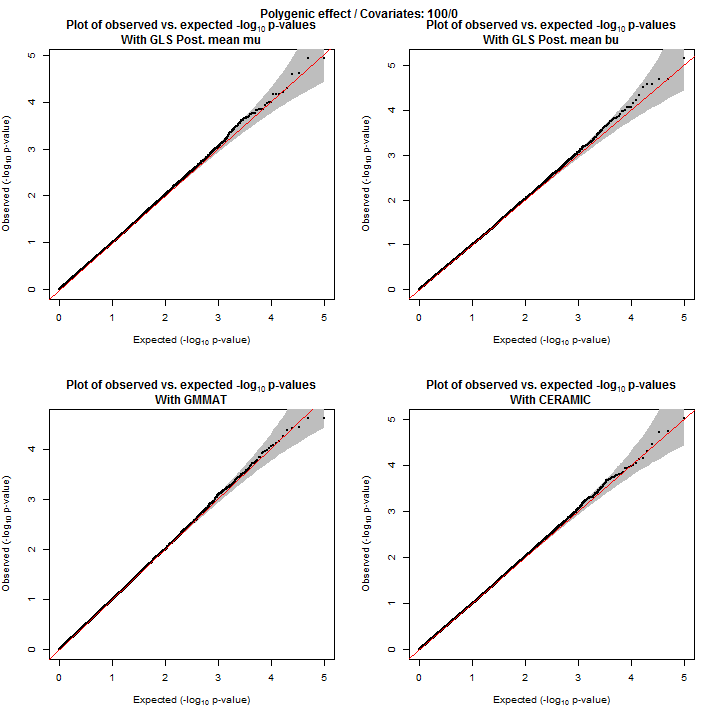 Polygenic effect / Covariates: 100/0
Plot of observed vs. expected -log10 p-values
With GLS Post. mean mu
Observed (-log10 p-value)
5
4
3
2
1
0
0 1 2 3 4 5
Expected (-log10 p-value)
Plot of observed vs. expected -log10 p-values
With GLS Post. mean bu
Observed (-log10 p-value)
5
4
3
2
1
0
0 1 2 3 4 5
Expected (-log10 p-value)
Plot of observed vs. expected -log10 p-values
With GMMAT
Observed (-log10 p-value)
4
3
2
1
0
0 1 2 3 4 5
Expected (-log10 p-value)
Plot of observed vs. expected -log10 p-values
With CERAMIC
Observed (-log10 p-value)
5
4
3
2
1
0
0 1 2 3 4 5
Expected (-log10 p-value)